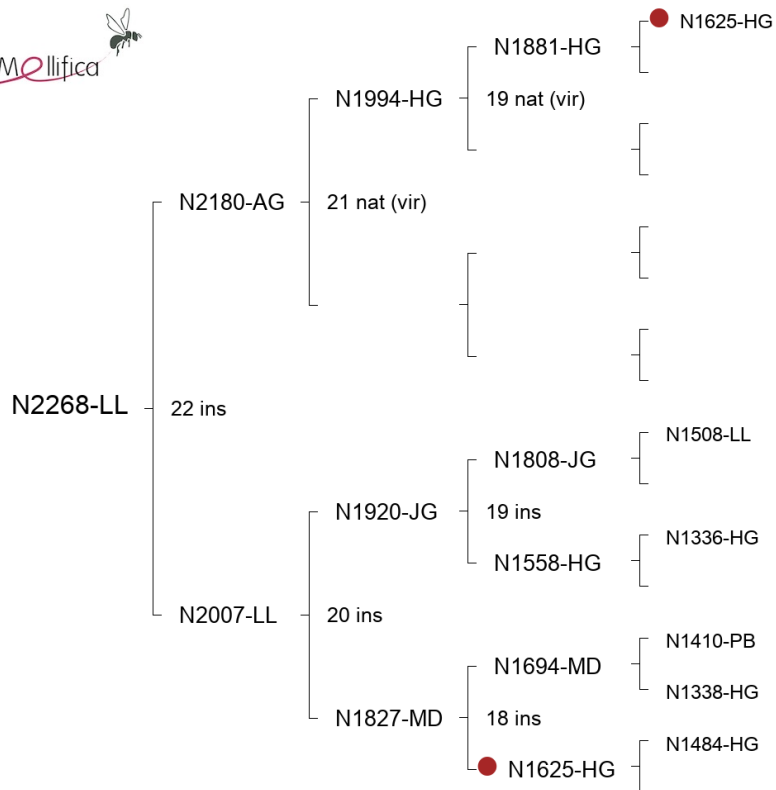 Mellifica
N1625-HG
N1881-HG
N1994-HG
19 nat (vir)
N2180-AG
21 nat (vir)
N2268-LL
22 ins
N1508-LL
N1808-JG
N1920-JG
19 ins
N1336-HG
N1558-HG
N2007-LL
20 ins
N1410-PB
N1694-MD
N1338-HG
N1827-MD
18 ins
N1484-HG
N1625-HG